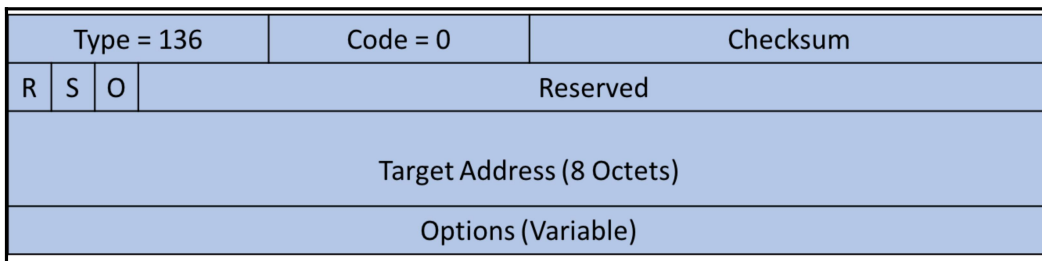 Type = 136 Code = 0 Checksum
R S O Reserved
Target Address (8 Octets)
Options (Variable)